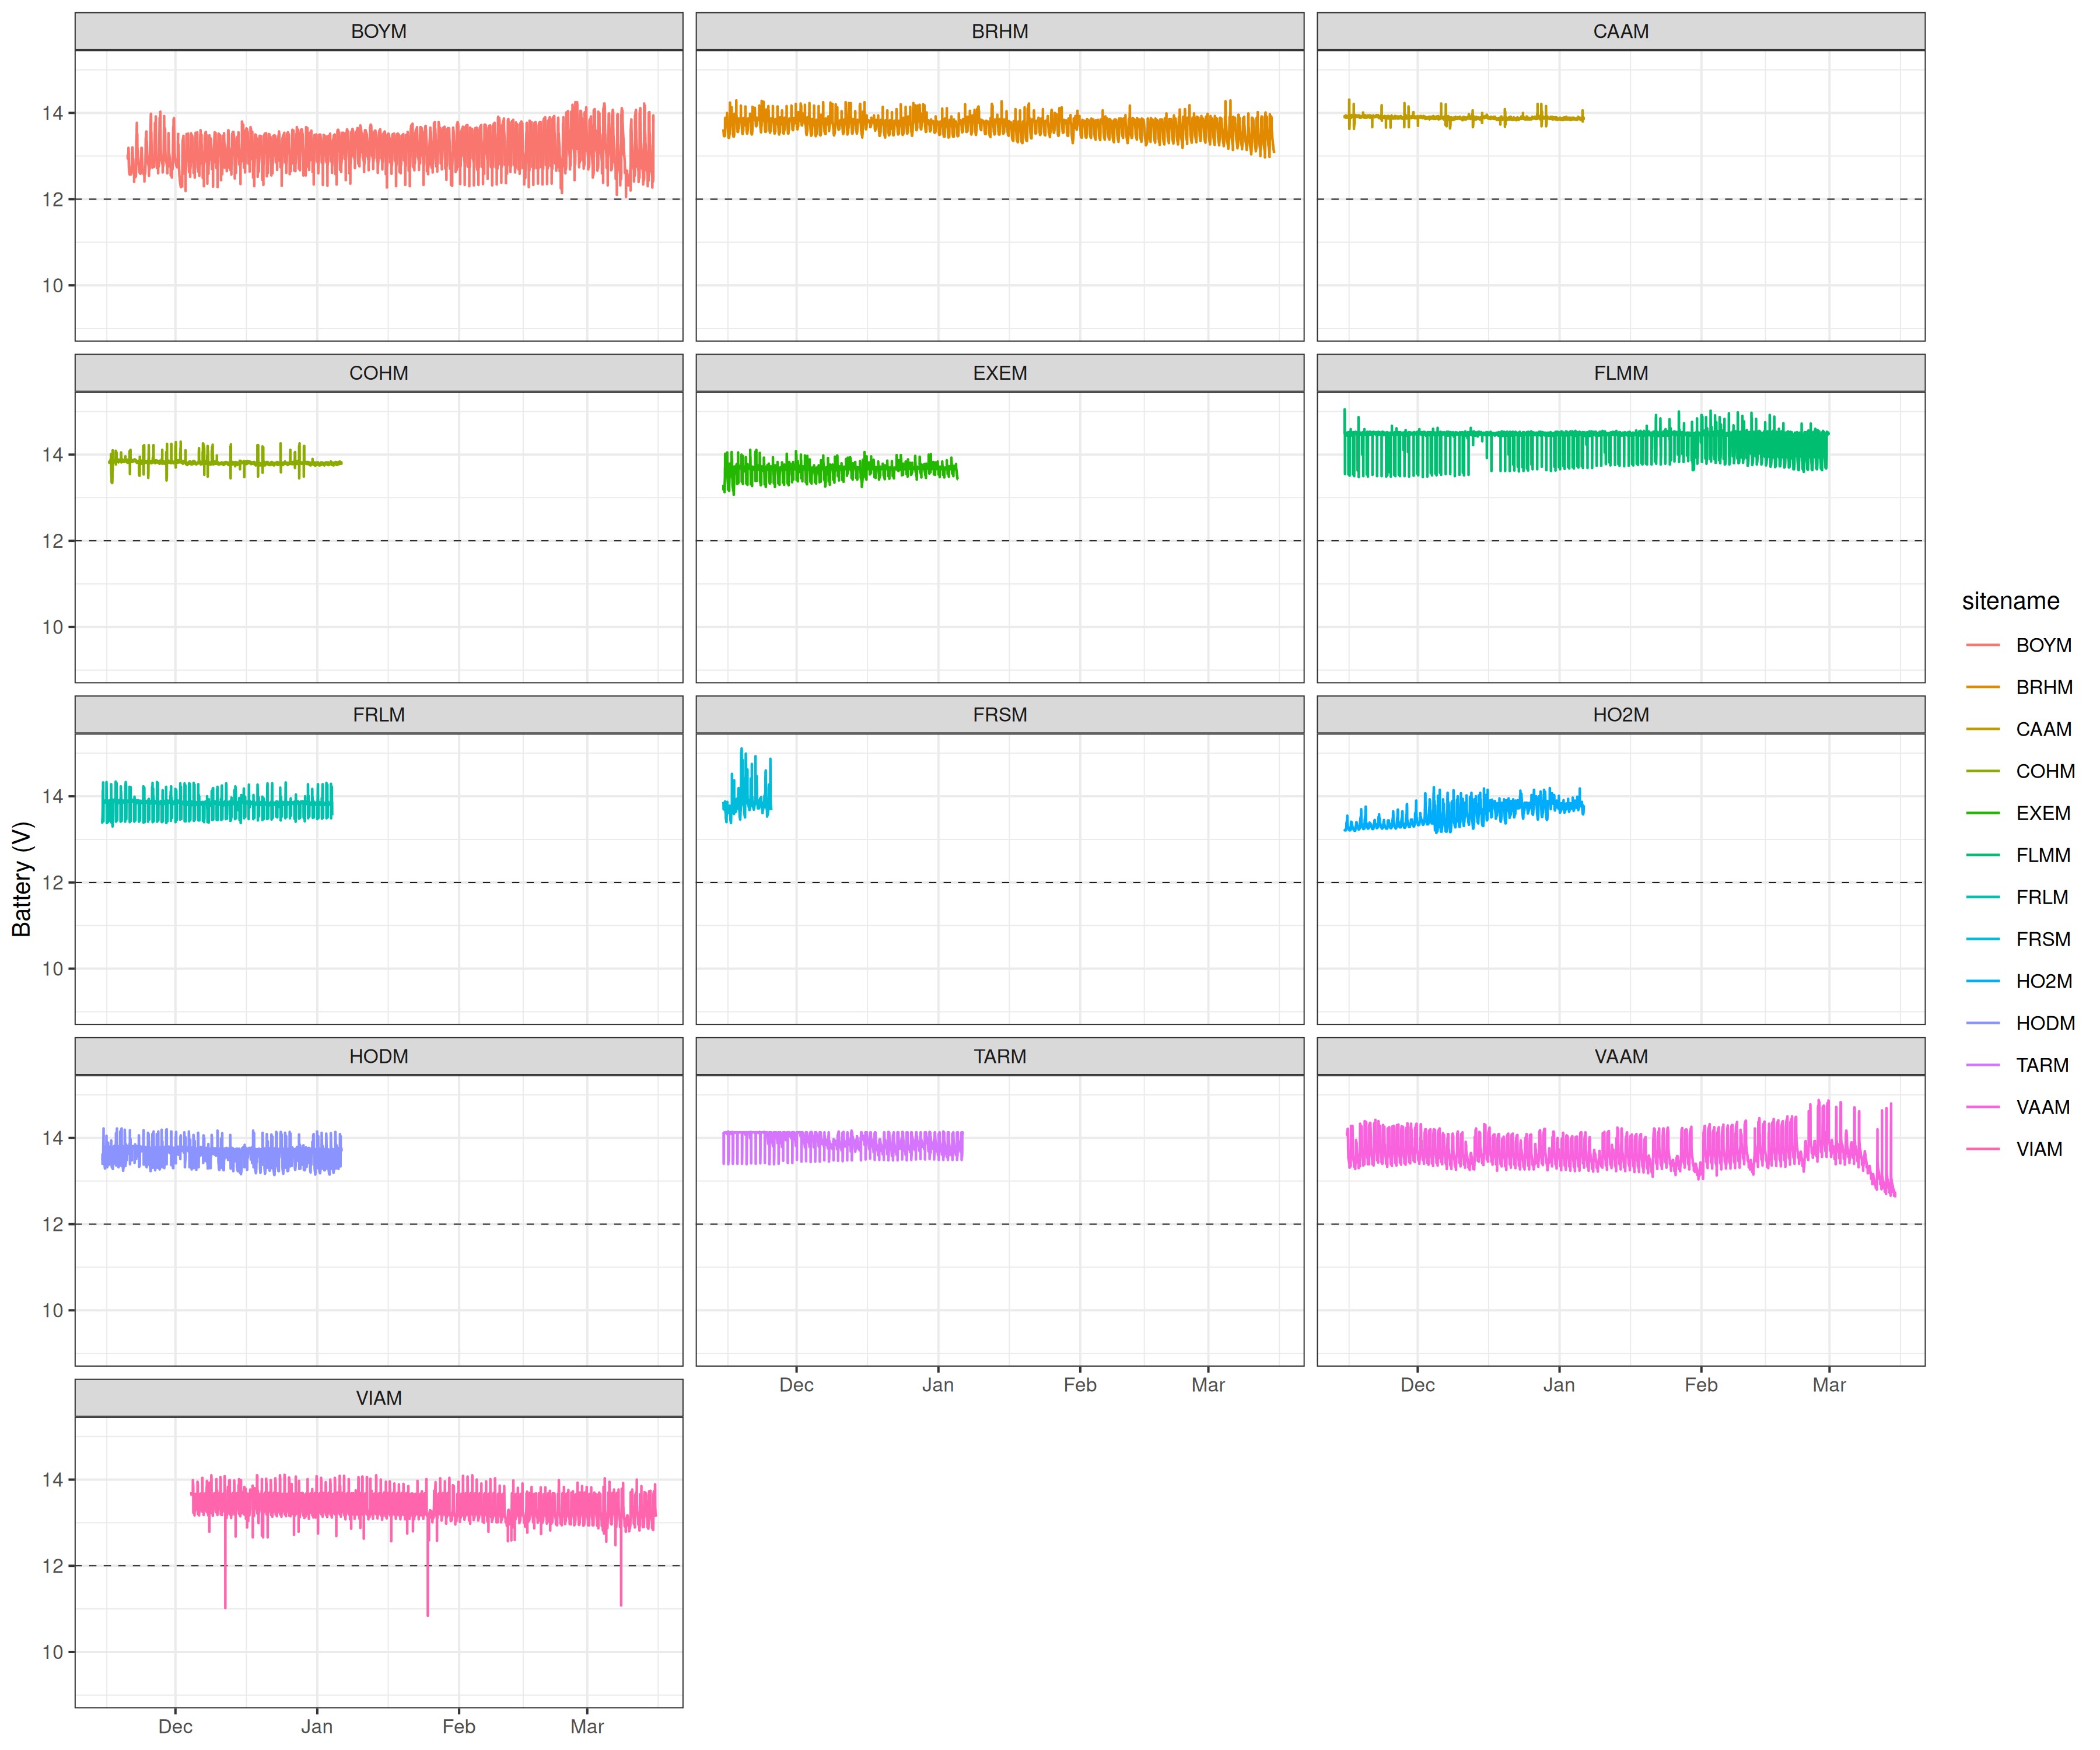 BOYM
BRHM
CAAM
14
12
10
COHM
EXEM
FLMM
14
12
10
FRLM
FRSM
HO2M
14
12
10
HODM
TARM
VAAM
14
12
10
Dec Jan Feb Mar
Dec Jan Feb Mar
VIAM
14
12
10
Dec Jan Feb Mar
Battery (V)
sitename
BOYM
BRHM
CAAM
COHM
EXEM
FLMM
FRLM
FRSM
HO2M
HODM
TARM
VAAM
VIAM